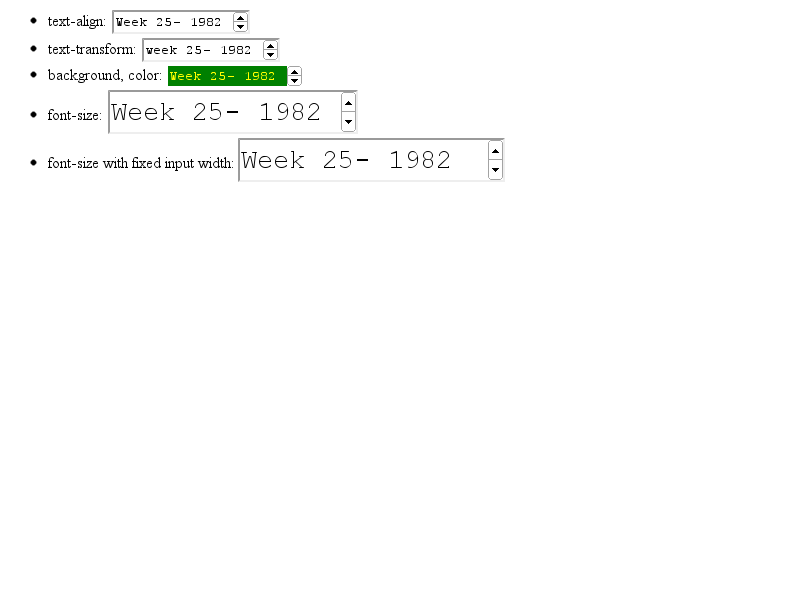 text-align: Week 25- 1982
text-transform: week 25- 1982
background, color: Week 25- 1982
font-size: Week 25- 1982
font-size with fixed input width: Week 25- 1982